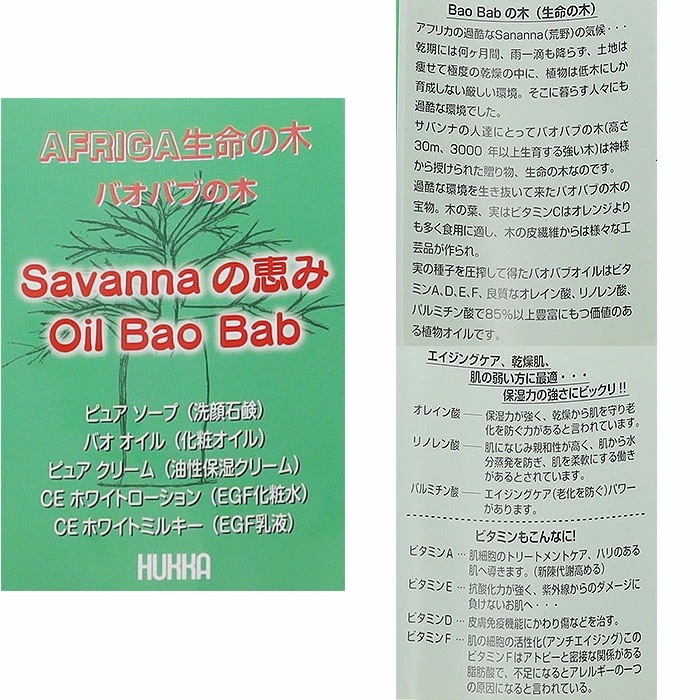 AFRICA生命の木
バオバブの木
Savannaの恵み
Oil Bao Bab
ピュア ソープ（洗顔石鹸）
バオ オイル（化粧オイル）
ピュア クリーム（油性保湿クリーム）
CE ホワイトローション（EGF化粧水）
CE ホワイトミルキー（EGF乳液）
HUKKA
Bao Bab の木（生命の木）
アフリカの過酷なSananna(荒野)の気候・・・
乾期には何ヶ月間、雨一滴も降らず、土地は
痩せて極度の乾燥の中に、植物は低木にしか
育成しない厳しい環境。そこに暮らす人々にも
過酷な環境でした。
サバンナの人達にとってバオバブの木(高さ
30m、3000 年以上生育する強い木)は神様
から授けられた贈り物、生命の木なのです。
過酷な環境を生き抜いて来たバオバブの木の
宝物。木の葉、実はビタミンCはオレンジより
も多く食用に適し、木の皮繊維からは様々な工
芸品が作られ。
実の種子を圧搾して得たバオバブオイルはビタ
ミンA、D、E、F、良質なオレイン酸、リノレン酸、
パルミチン酸で85％以上豊富にもつ価値のあ
る植物オイルです。
エイジングケア、乾燥肌、
肌の弱い方に最適・・・
保湿力の強さにビックリ!!
オレイン酸 ── 保湿力が強く、乾燥から肌を守り老
化を防ぐ力があると言われています。
リノレン酸 ── 肌になじみ親和性が高く、肌から水
分蒸発を防ぎ、肌を柔軟にする働き
があるとされています。
パルミチン酸 ── エイジングケア(老化を防ぐ)パワー
があります。
ビタミンもこんなに!
ビタミンA … 肌細胞のトリートメントケア、ハリのある
肌へ導きます。(新陳代謝高める)
ビタミンE … 抗酸化力が強く、紫外線からのダメージに
負けないお肌へ・・・
ビタミンD … 皮膚免疫機能にかわり傷などを治す。
ビタミンF … 肌の細胞の活性化(アンチエイジング)この
ビタミンFはアトピーと密接な関係がある
脂肪酸で、不足になるとアレルギーの一つ
の原因になると言われている。